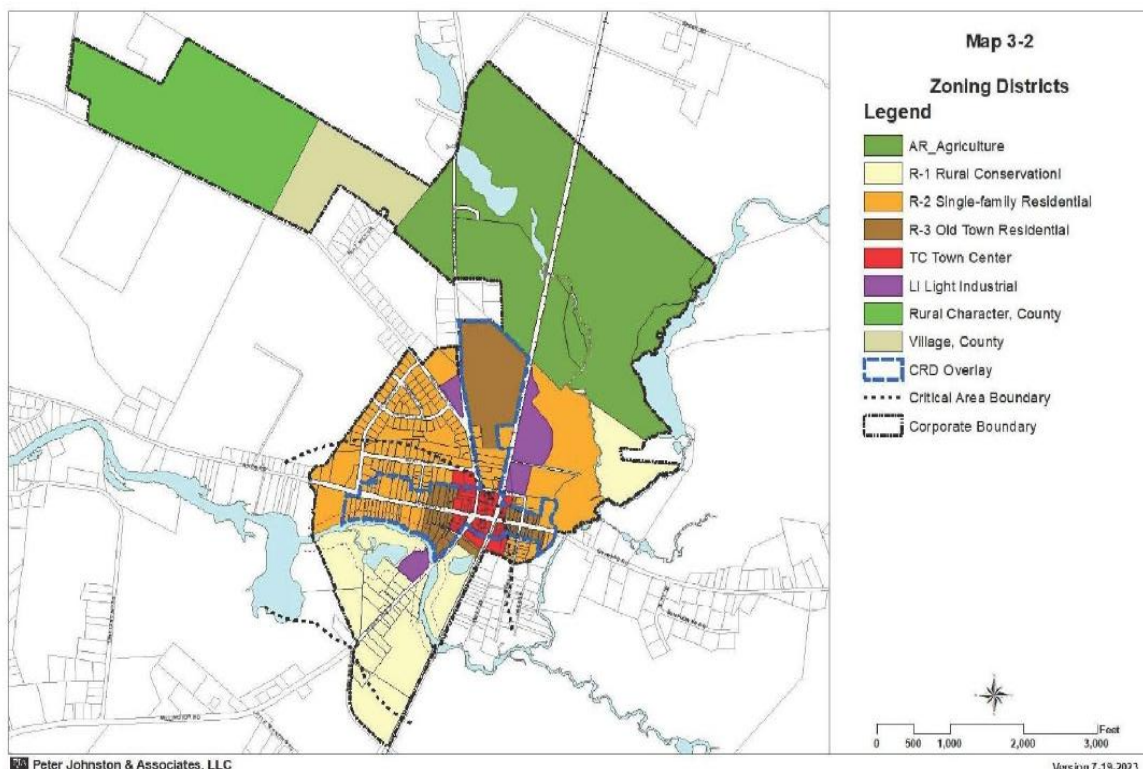 Map 3-2
Zoning Districts
Legend
AR_Agriculture
R-1 Rural Conservationl
R-2 Single-family Residential
R-3 Old Town Residential
TC Town Center
LI Light Industrial
Rural Character, County
Village, County
CRD Overlay
Critical Area Boundary
Corporate Boundary
Feet
0 500 1,000 2,000 3,000
Peter Johnston & Associates, LLC
Version 7-19-2023